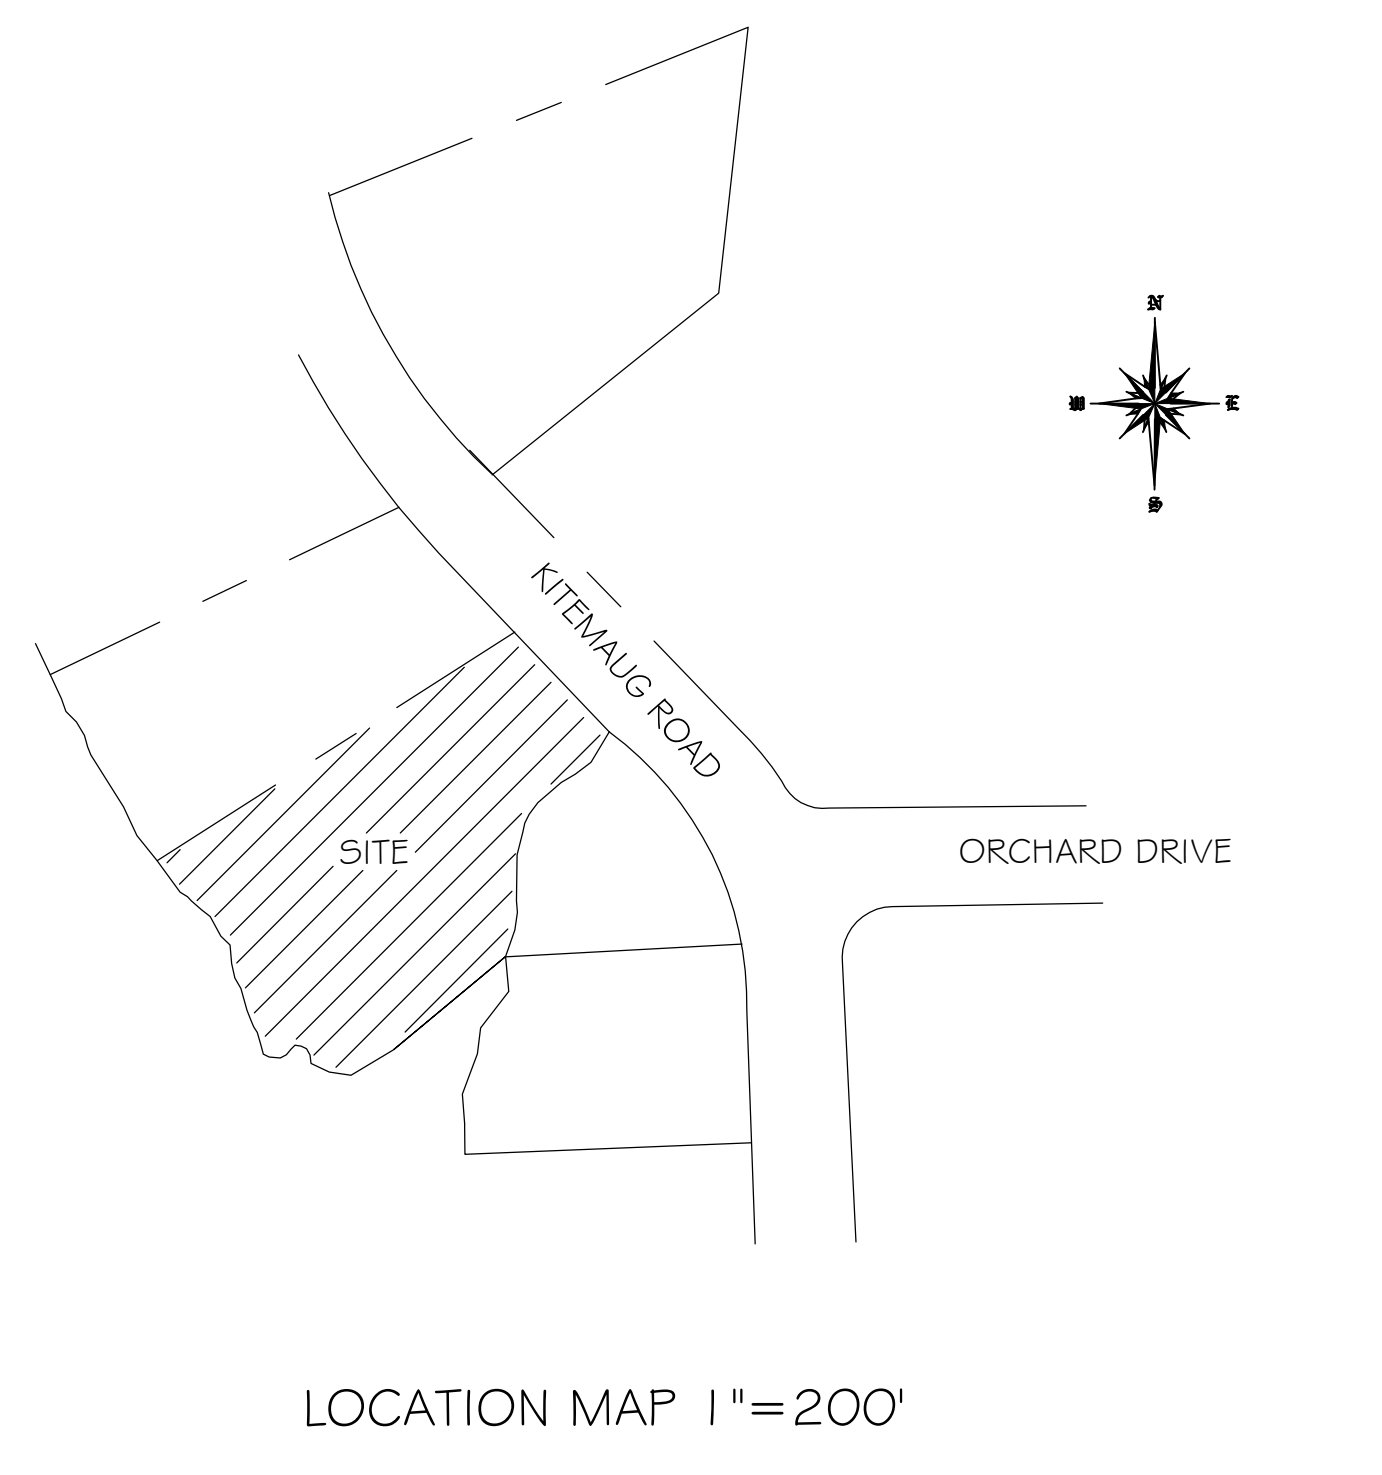 N
W E
S
KITEMAUG ROAD
ORCHARD DRIVE
SITE
LOCATION MAP 1"=200'